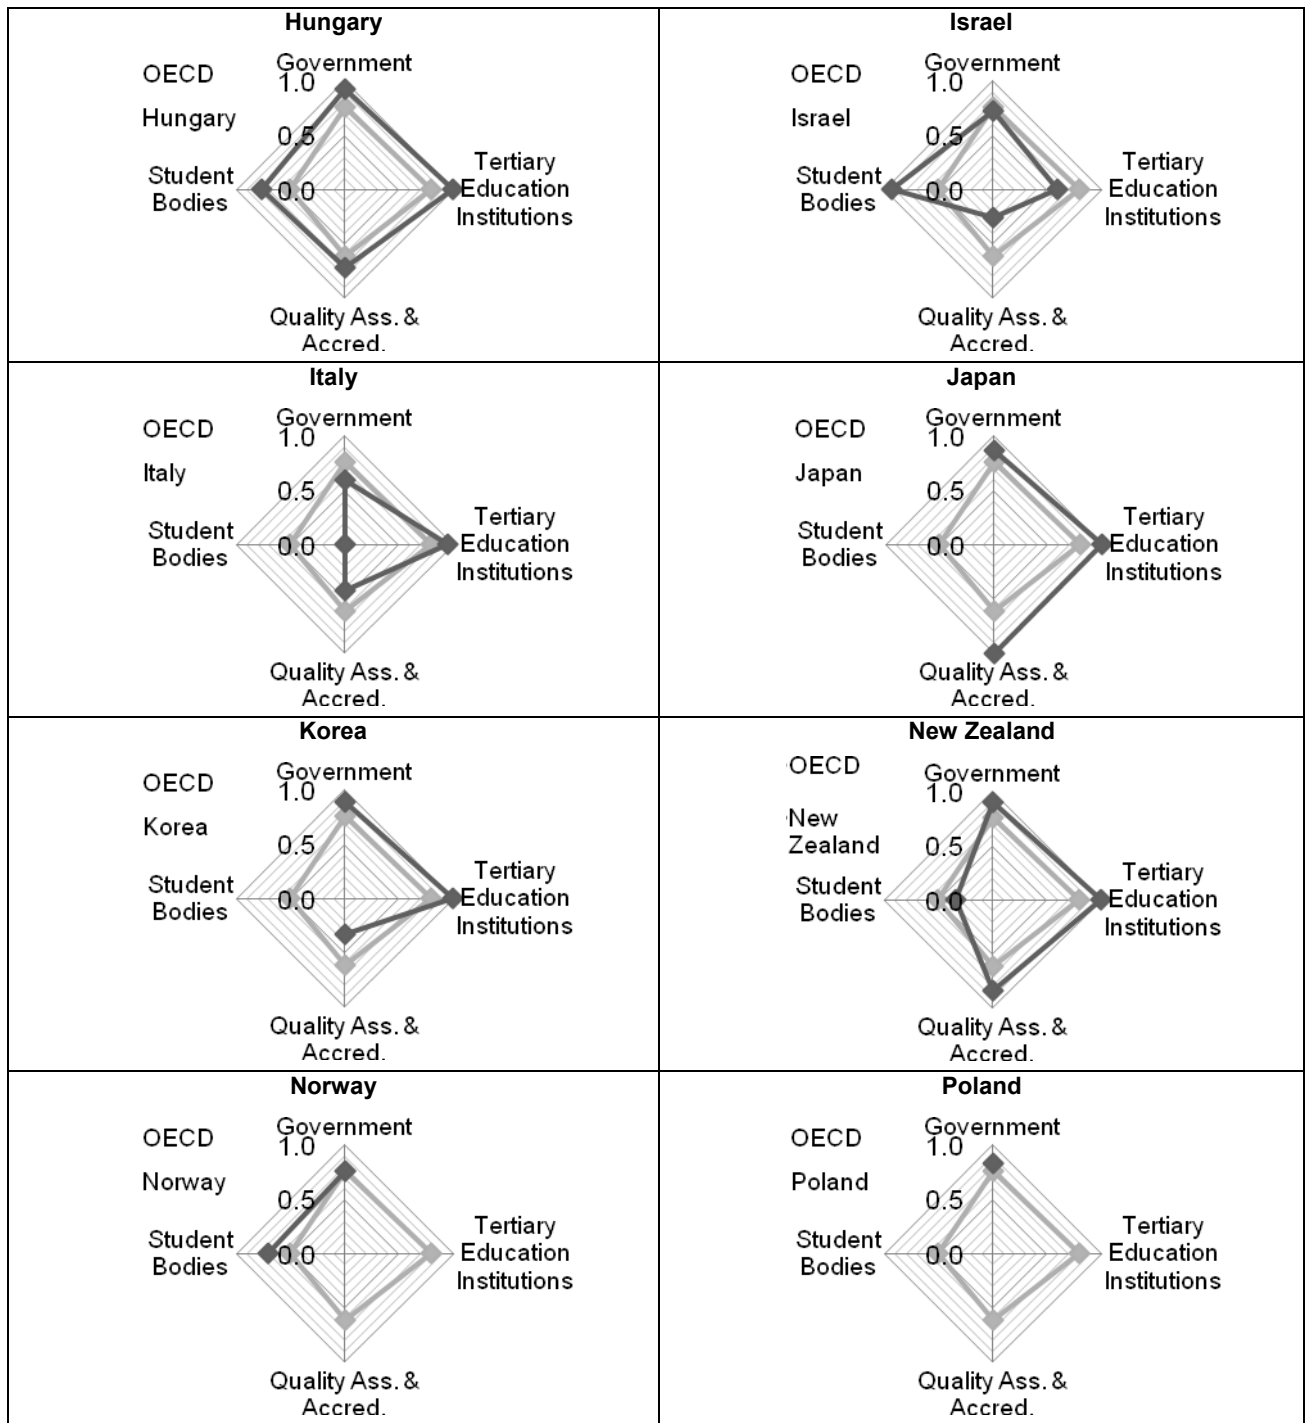 Hungary
OECD
Hungary
Government
1.0
0.5
0.0
Student
Bodies
Tertiary
Education
Institutions
Quality Ass. &
Accred.
Israel
OECD
Israel
Government
1.0
0.5
0.0
Student
Bodies
Tertiary
Education
Institutions
Quality Ass. &
Accred.
Italy
OECD
Italy
Government
1.0
0.5
0.0
Student
Bodies
Tertiary
Education
Institutions
Quality Ass. &
Accred.
Japan
OECD
Japan
Government
1.0
0.5
0.0
Student
Bodies
Tertiary
Education
Institutions
Quality Ass. &
Accred.
Korea
OECD
Korea
Government
1.0
0.5
0.0
Student
Bodies
Tertiary
Education
Institutions
Quality Ass. &
Accred.
New Zealand
OECD
New
Zealand
Government
1.0
0.5
0.0
Student
Bodies
Tertiary
Education
Institutions
Quality Ass. &
Accred.
Norway
OECD
Norway
Government
1.0
0.5
0.0
Student
Bodies
Tertiary
Education
Institutions
Quality Ass. &
Accred.
Poland
OECD
Poland
Government
1.0
0.5
0.0
Student
Bodies
Tertiary
Education
Institutions
Quality Ass. &
Accred.